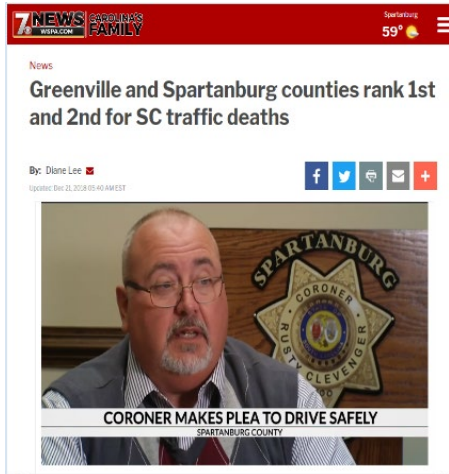 7 NEWS CAROLINA'S
WSPA.COM FAMILY
Spartanburg
59°
News
Greenville and Spartanburg counties rank 1st
and 2nd for SC traffic deaths
By: Diane Lee
Updated: Dec 21, 2018 05:40 AM EST
SPARTANBURG
CORONER
RUSTY CLEVENGER
CORONER MAKES PLEA TO DRIVE SAFELY
SPARTANBURG COUNTY